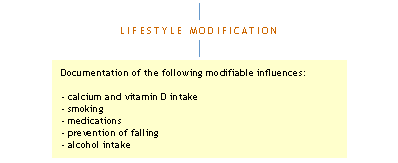 LIFESTYLE MODIFICATION
Documentation of the following modifiable influences:
- calcium and vitamin D intake
- smoking
- medications
- prevention of falling
- alcohol intake